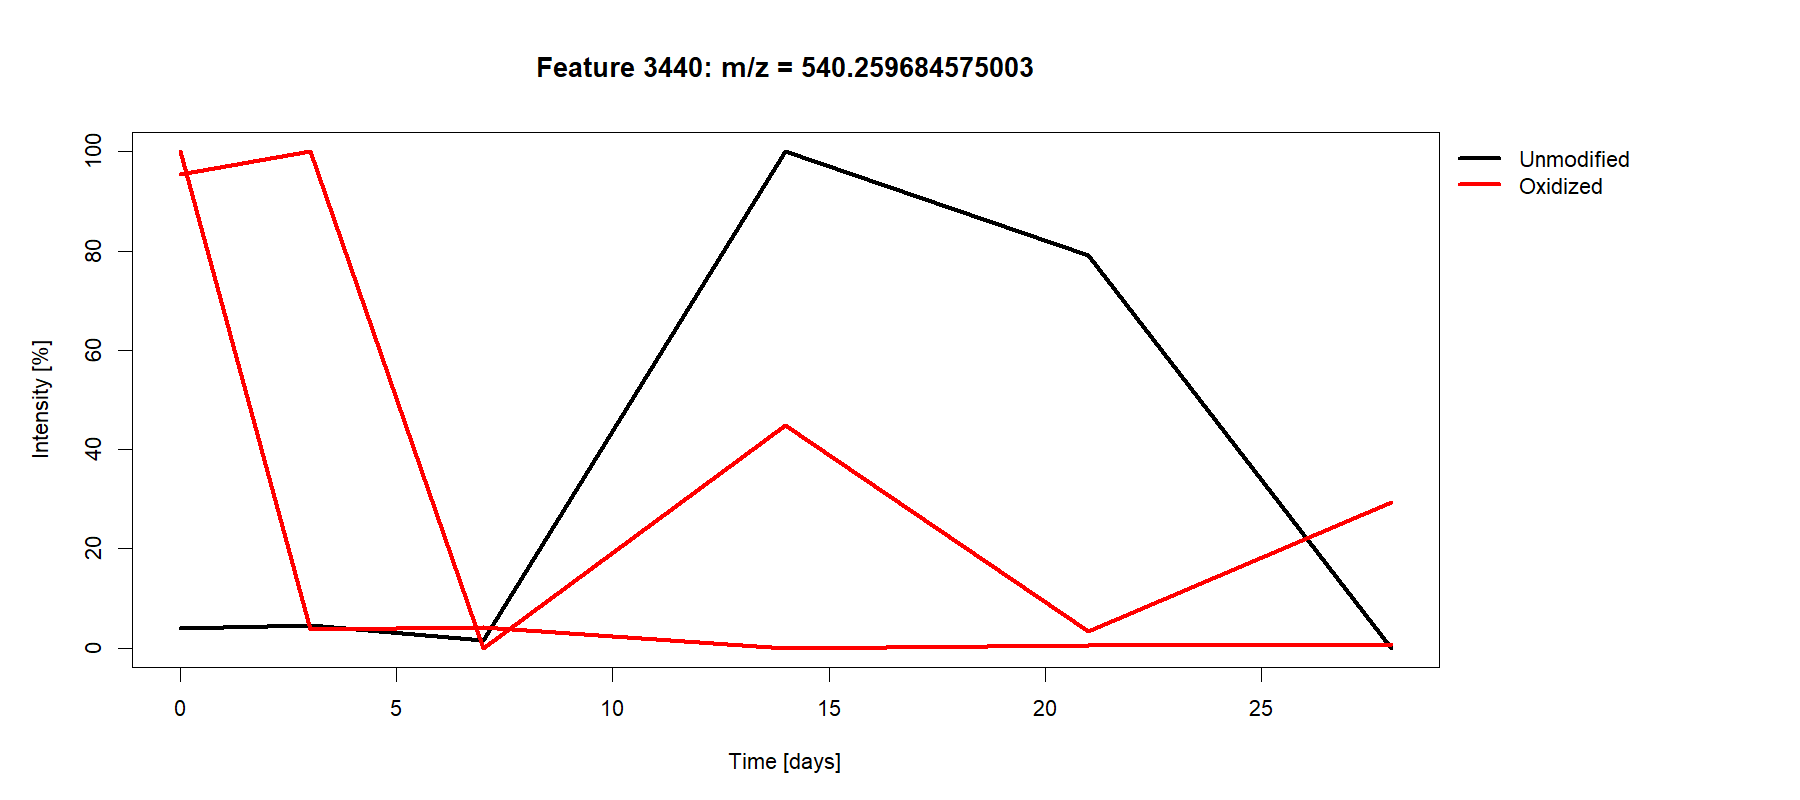 Feature 3440: m/z = 540.259684575003
Unmodified
Oxidized
Intensity [%]
100
80
60
40
20
0
0 5 10 15 20 25
Time [days]